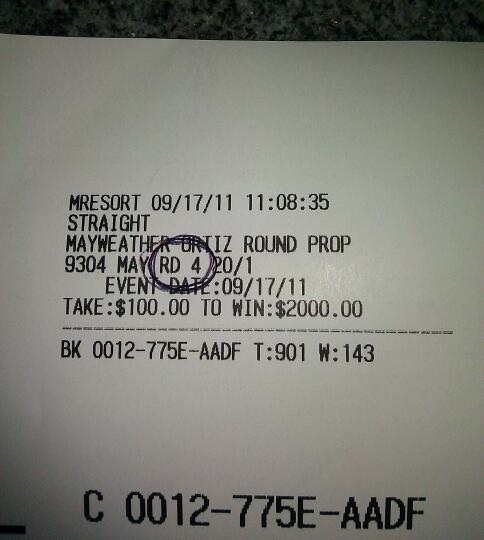 MRESORT 09/17/11 11:08:35
STRAIGHT
MAYWEATHER ORTIZ ROUND PROP
9304 MAY RD 4 20/1
EVENT DATE:09/17/11
TAKE:$100.00 TO WIN:$2000.00
BK 0012-775E-AADF T:901 W:143
C 0012-775E-AADF